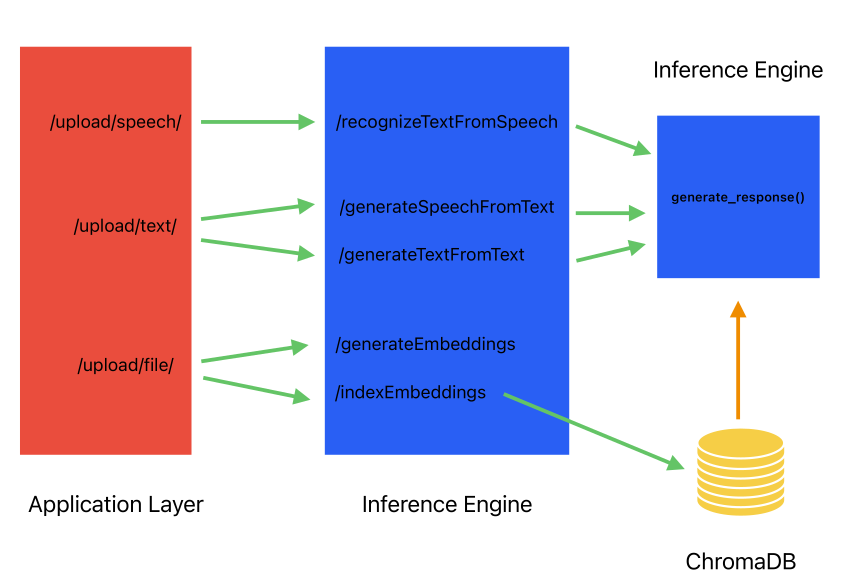 /upload/speech/
/upload/text/
/upload/file/
Application Layer
/recognizeTextFromSpeech
/generateSpeechFromText
/generateTextFromText
/generateEmbeddings
/indexEmbeddings
Inference Engine
Inference Engine
generate_response()
ChromaDB